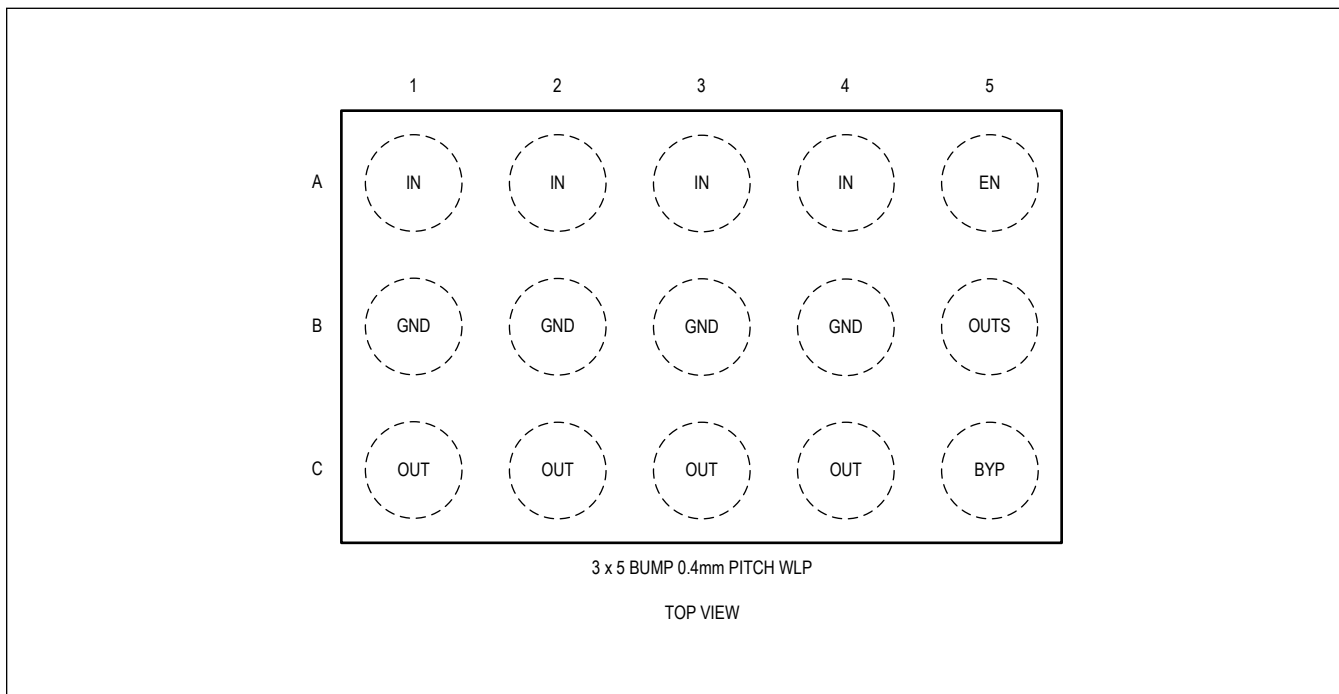 1 2 3 4 5
A IN IN IN IN EN
B GND GND GND GND OUTS
C OUT OUT OUT OUT BYP
3 x 5 BUMP 0.4mm PITCH WLP
TOP VIEW